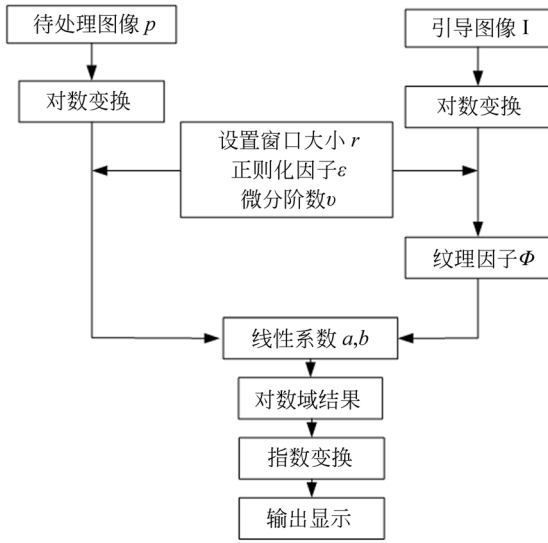 待处理图像 p
引导图像 I
对数变换
对数变换
设置窗口大小 r
正则化因子ε
微分阶数υ
纹理因子Φ
线性系数 a,b
对数域结果
指数变换
输出显示